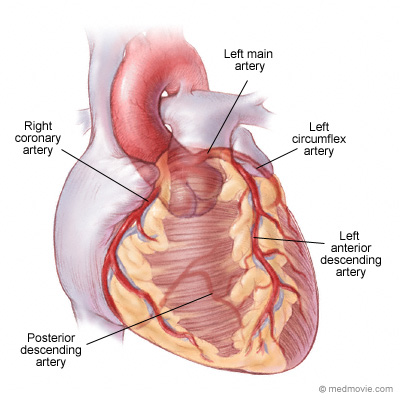 Left main
artery
Right
coronary
artery
Left
circumflex
artery
Left
anterior
descending
artery
Posterior
descending
artery
© medmovie.com